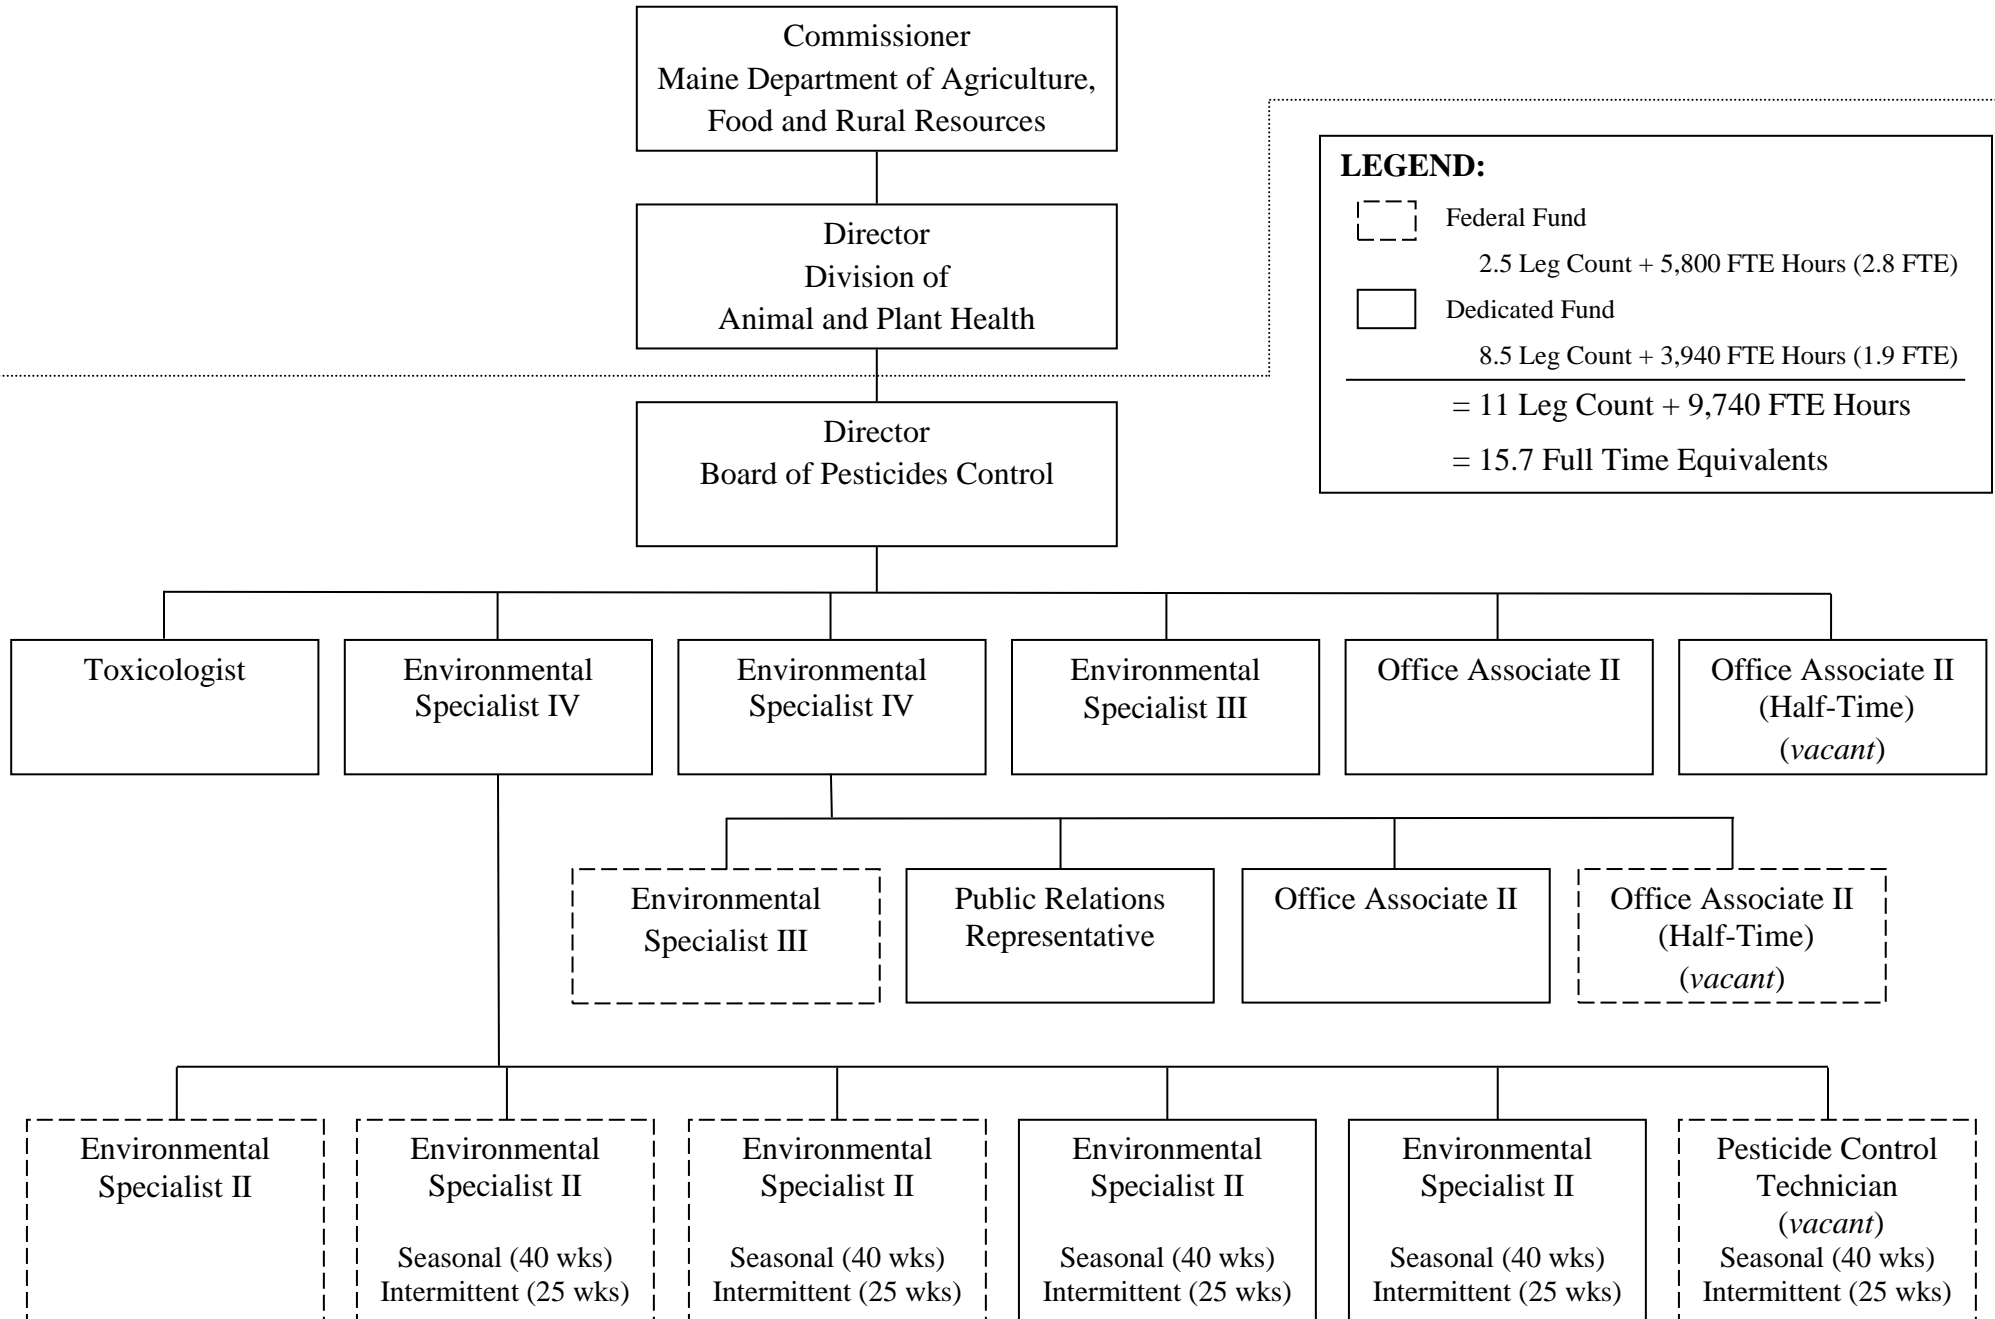 Commissioner
Maine Department of Agriculture,
Food and Rural Resources
Director
Division of
Animal and Plant Health
LEGEND:
Federal Fund
2.5 Leg Count + 5,800 FTE Hours (2.8 FTE)
Dedicated Fund
8.5 Leg Count + 3,940 FTE Hours (1.9 FTE)
= 11 Leg Count + 9,740 FTE Hours
= 15.7 Full Time Equivalents
Director
Board of Pesticides Control
Toxicologist
Environmental
Specialist IV
Environmental
Specialist IV
Environmental
Specialist III
Office Associate II
Office Associate II
(Half-Time)
(vacant)
Environmental
Specialist III
Public Relations
Representative
Office Associate II
Office Associate II
(Half-Time)
(vacant)
Environmental
Specialist II
Environmental
Specialist II
Seasonal (40 wks)
Intermittent (25 wks)
Environmental
Specialist II
Seasonal (40 wks)
Intermittent (25 wks)
Environmental
Specialist II
Seasonal (40 wks)
Intermittent (25 wks)
Environmental
Specialist II
Seasonal (40 wks)
Intermittent (25 wks)
Pesticide Control
Technician
(vacant)
Seasonal (40 wks)
Intermittent (25 wks)